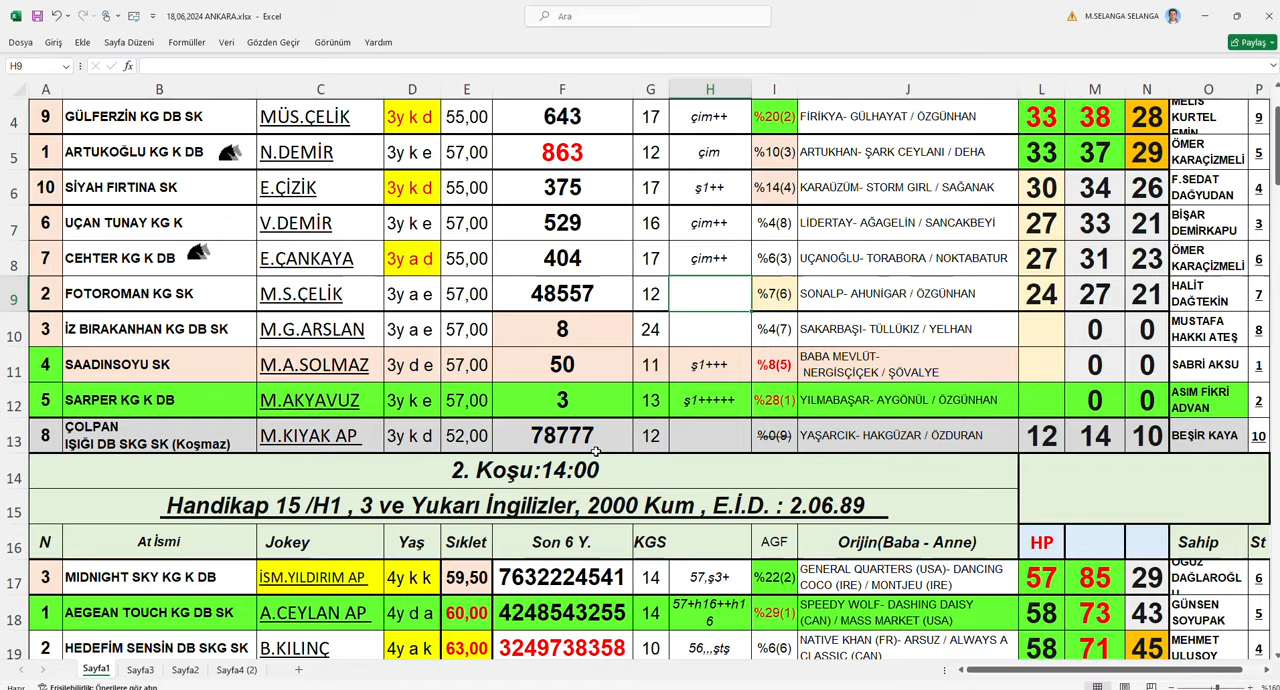 18,06,2024 ANKARA.xlsx - Excel
Ara
M.SELANGA SELANGA
Dosya Giriş Ekle Sayfa Düzeni Formüller Veri Gözden Geçir Görünüm Yardım
Paylaş
H9
fx
A B C D E F G H I J L M N O P
4 9 GÜLFERZİN KG DB SK MÜS.ÇELİK 3y k d 55,00 643 17 çim++ %20(2) FİRİKYA- GÜLHAYAT / ÖZGÜNHAN 33 38 28 MELİS KURTEL EMİN 9
5 1 ARTUKOĞLU KG K DB N.DEMİR 3y k e 57,00 863 12 çim %10(3) ARTUKHAN- ŞARK CEYLANI / DEHA 33 37 29 ÖMER KARAÇİZMELİ 5
6 10 SİYAH FIRTINA SK E.ÇİZİK 3y k d 55,00 375 17 ş1++ %14(4) KARAÜZÜM- STORM GIRL / SAĞANAK 30 34 26 F.SEDAT DAĞYUDAN 4
7 6 UÇAN TUNAY KG K V.DEMİR 3y k e 57,00 529 16 çim++ %4(8) LİDERTAY- AĞAGELİN / SANCAKBEYİ 27 33 21 BİŞAR DEMİRKAPU 3
8 7 CEHTER KG K DB E.ÇANKAYA 3y a d 55,00 404 17 çim++ %6(3) UÇANOĞLU- TORABORA / NOKTABATUR 27 31 23 ÖMER KARAÇİZMELİ 6
9 2 FOTOROMAN KG SK M.S.ÇELİK 3y a e 57,00 48557 12 %7(6) SONALP- AHUNİGAR / ÖZGÜNHAN 24 27 21 HALİT DAĞTEKİN 7
10 3 İZ BIRAKANHAN KG DB SK M.G.ARSLAN 3y a e 57,00 8 24 %4(7) SAKARBAŞI- TÜLLÜKIZ / YELHAN 0 0 MUSTAFA HAKKI ATEŞ 8
11 4 SAADINSOYU SK M.A.SOLMAZ 3y d e 57,00 50 11 ş1+++ %8(5) BABA MEVLÜT- NERGİSÇİÇEK / ŞÖVALYE 0 0 SABRİ AKSU 1
12 5 SARPER KG K DB M.AKYAVUZ 3y k e 57,00 3 13 ş1+++++ %28(1) YILMABAŞAR- AYGÖNÜL / ÖZGÜNHAN 0 0 ASIM FİKRİ ADVAN 2
13 8 ÇOLPAN IŞIĞI DB SKG SK (Koşmaz) M.KIYAK AP 3y k d 52,00 78777 12 %0(9) YAŞARCIK- HAKGÜZAR / ÖZDURAN 12 14 10 BEŞİR KAYA 10
14 2. Koşu:14:00
15 Handikap 15 /H1 , 3 ve Yukarı İngilizler, 2000 Kum , E.İ.D. : 2.06.89
16 N At İsmi Jokey Yaş Sıklet Son 6 Y. KGS AGF Orijin(Baba - Anne) HP Sahip St
17 3 MIDNIGHT SKY KG K DB İSM.YILDIRIM AP 4y k k 59,50 7632224541 14 57,ş3+ %22(2) GENERAL QUARTERS (USA)- DANCING COCO (IRE) / MONTJEU (IRE) 57 85 29 OĞUZ DAĞLAROĞLU 6
18 1 AEGEAN TOUCH KG DB SK A.CEYLAN AP 4y d a 60,00 4248543255 14 57+h16++h16 %29(1) SPEEDY WOLF- DASHING DAISY (CAN) / MASS MARKET (USA) 58 73 43 GÜNSEN SOYUPAK 5
19 2 HEDEFİM SENSİN DB SKG SK B.KILINÇ 4y a k 63,00 3249738358 10 56,,,ştş %6(6) NATIVE KHAN (FR)- ARSUZ / ALWAYS A CLASSIC (CAN) 58 71 45 MEHMET ULUSOY 4
Sayfa1 Sayfa3 Sayfa2 Sayfa4 (2)
Hazır Erişilebilirlik: Önerilere göz atın %160